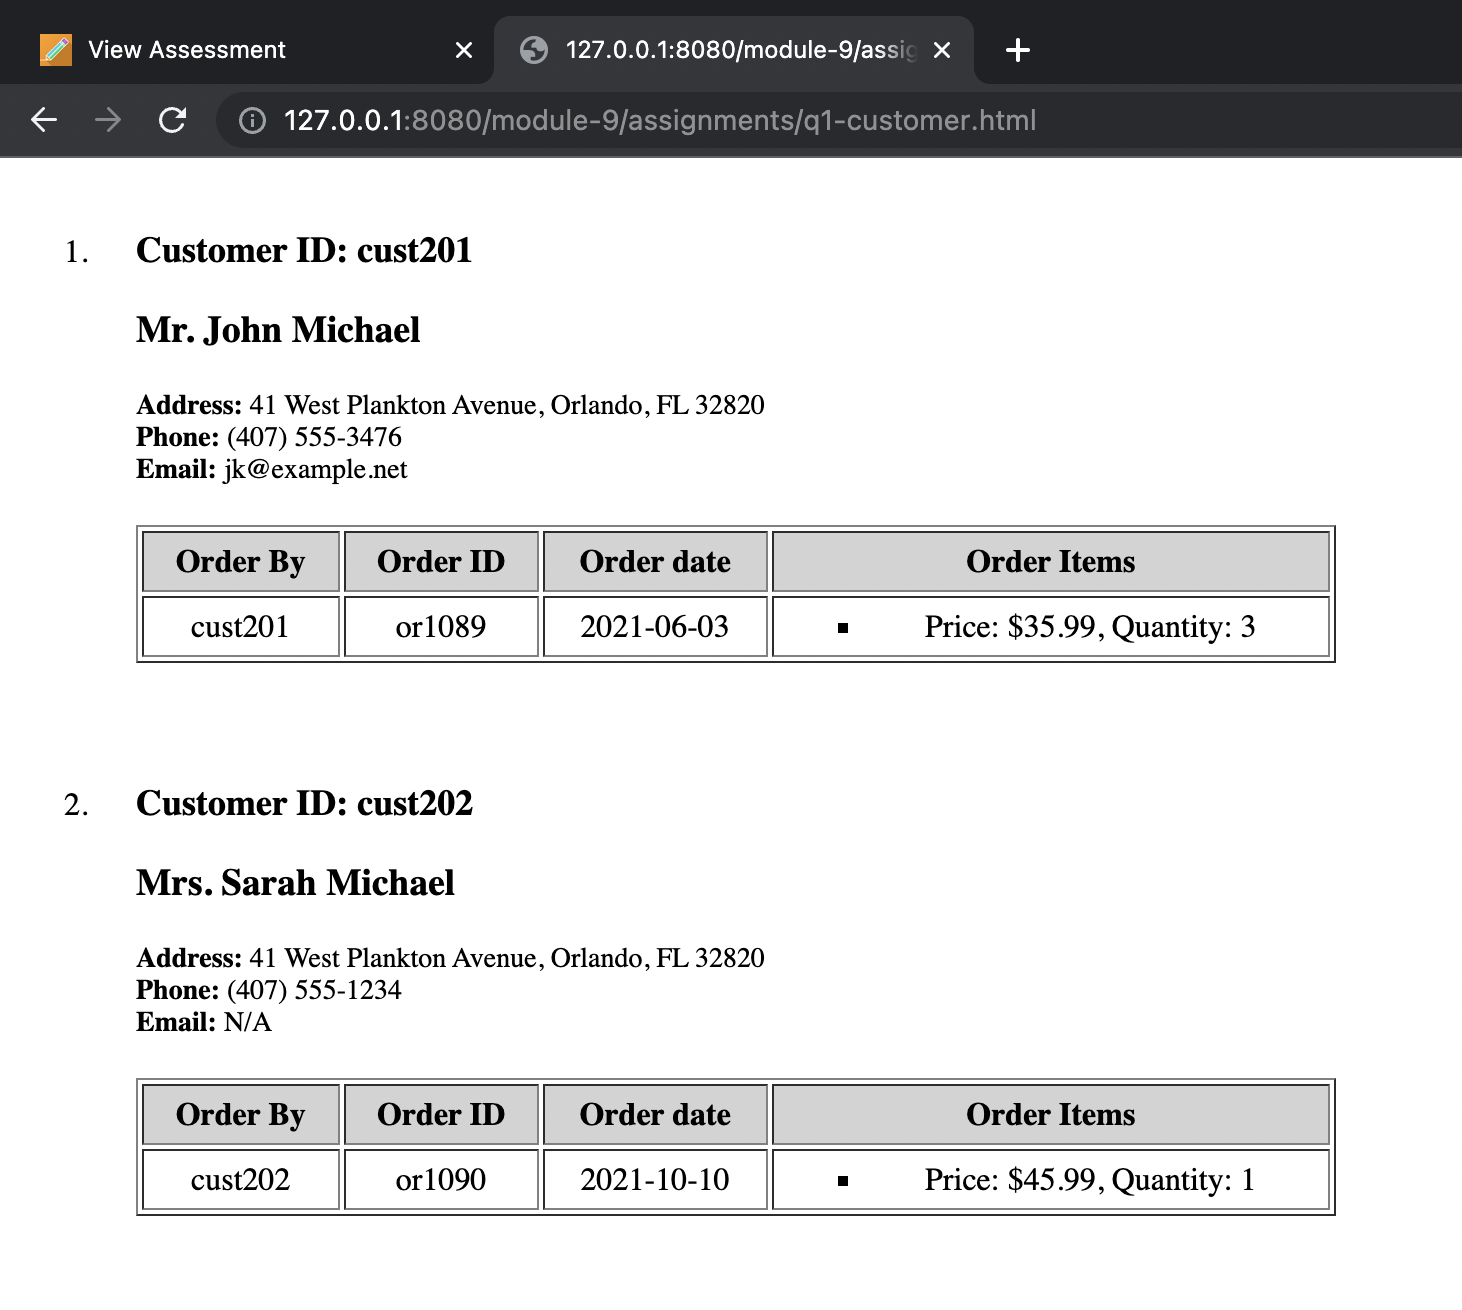 View Assessment
127.0.0.1:8080/module-9/assig
127.0.0.1:8080/module-9/assignments/q1-customer.html
1. Customer ID: cust201
Mr. John Michael
Address: 41 West Plankton Avenue, Orlando, FL 32820
Phone: (407) 555-3476
Email: jk@example.net
Order By Order ID Order date Order Items
cust201 or1089 2021-06-03 ▪ Price: $35.99, Quantity: 3
2. Customer ID: cust202
Mrs. Sarah Michael
Address: 41 West Plankton Avenue, Orlando, FL 32820
Phone: (407) 555-1234
Email: N/A
Order By Order ID Order date Order Items
cust202 or1090 2021-10-10 ▪ Price: $45.99, Quantity: 1